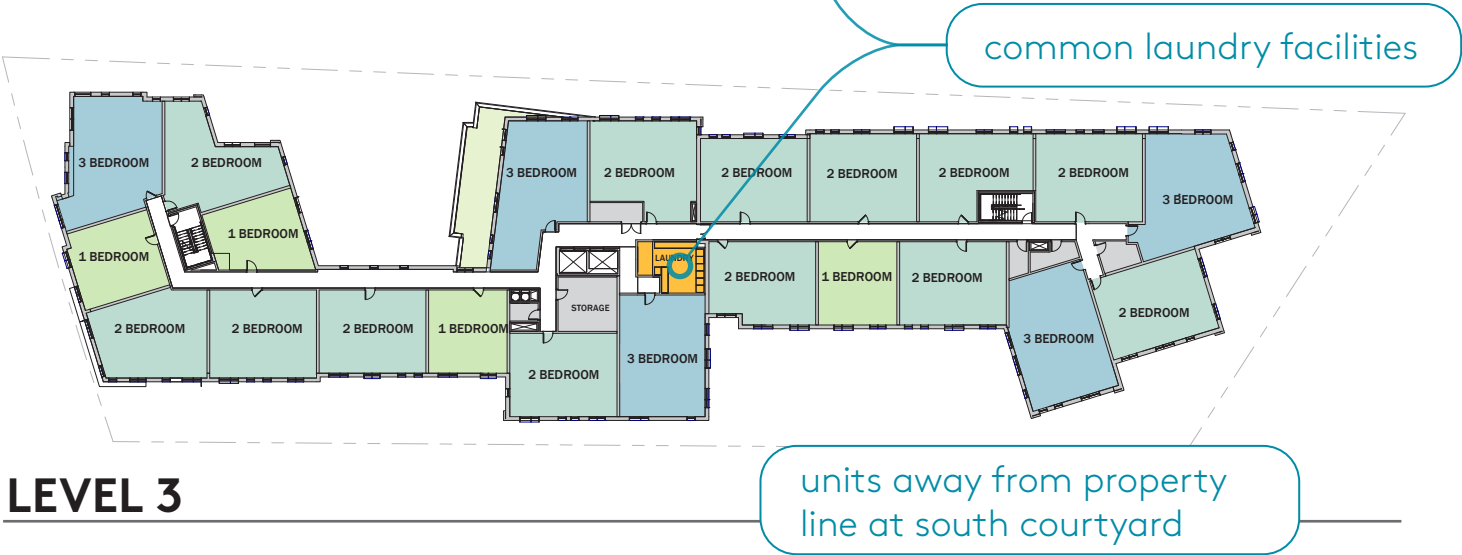 common laundry facilities
3 BEDROOM
2 BEDROOM
3 BEDROOM
2 BEDROOM
2 BEDROOM
2 BEDROOM
2 BEDROOM
2 BEDROOM
3 BEDROOM
1 BEDROOM
1 BEDROOM
LAUNDRY
2 BEDROOM
1 BEDROOM
2 BEDROOM
STORAGE
2 BEDROOM
2 BEDROOM
2 BEDROOM
1 BEDROOM
2 BEDROOM
3 BEDROOM
3 BEDROOM
2 BEDROOM
LEVEL 3
units away from property
line at south courtyard